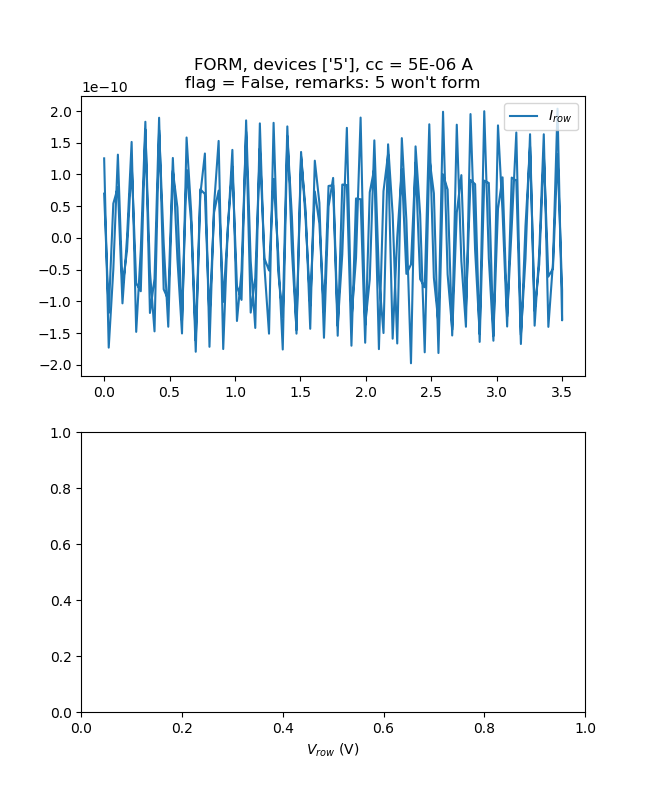 FORM, devices ['5'], cc = 5E-06 A
flag = False, remarks: 5 won't form
1e−10
I_row
2.0
1.5
1.0
0.5
0.0
−0.5
−1.0
−1.5
−2.0
0.0 0.5 1.0 1.5 2.0 2.5 3.0 3.5
1.0
0.8
0.6
0.4
0.2
0.0
0.0 0.2 0.4 0.6 0.8 1.0
V_row (V)